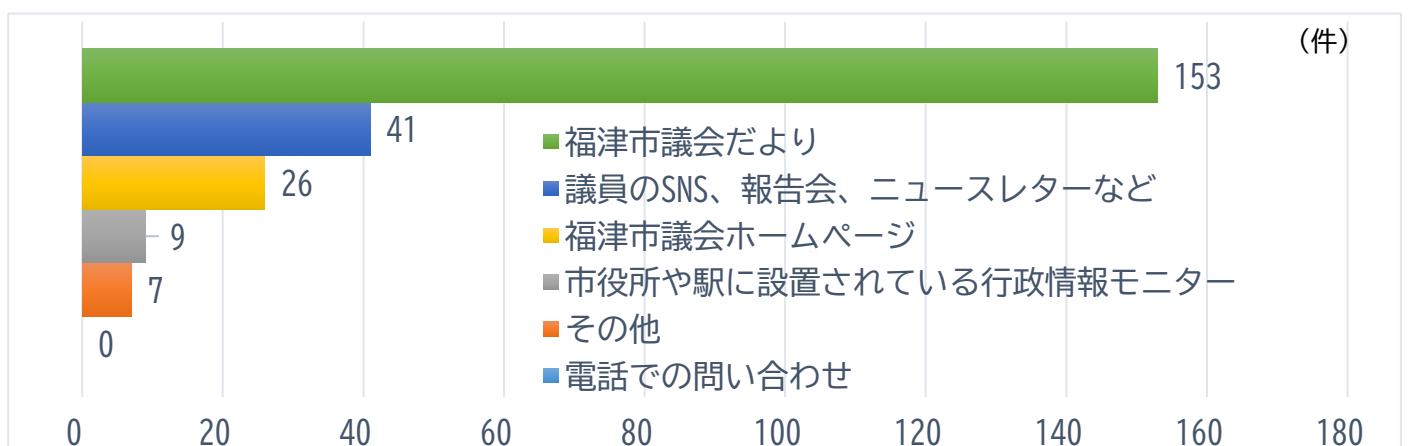 （件）
153
41
福津市議会だより
議員のSNS、報告会、ニュースレターなど
26
福津市議会ホームページ
9
市役所や駅に設置されている行政情報モニター
7
その他
0
電話での問い合わせ
0 20 40 60 80 100 120 140 160 180